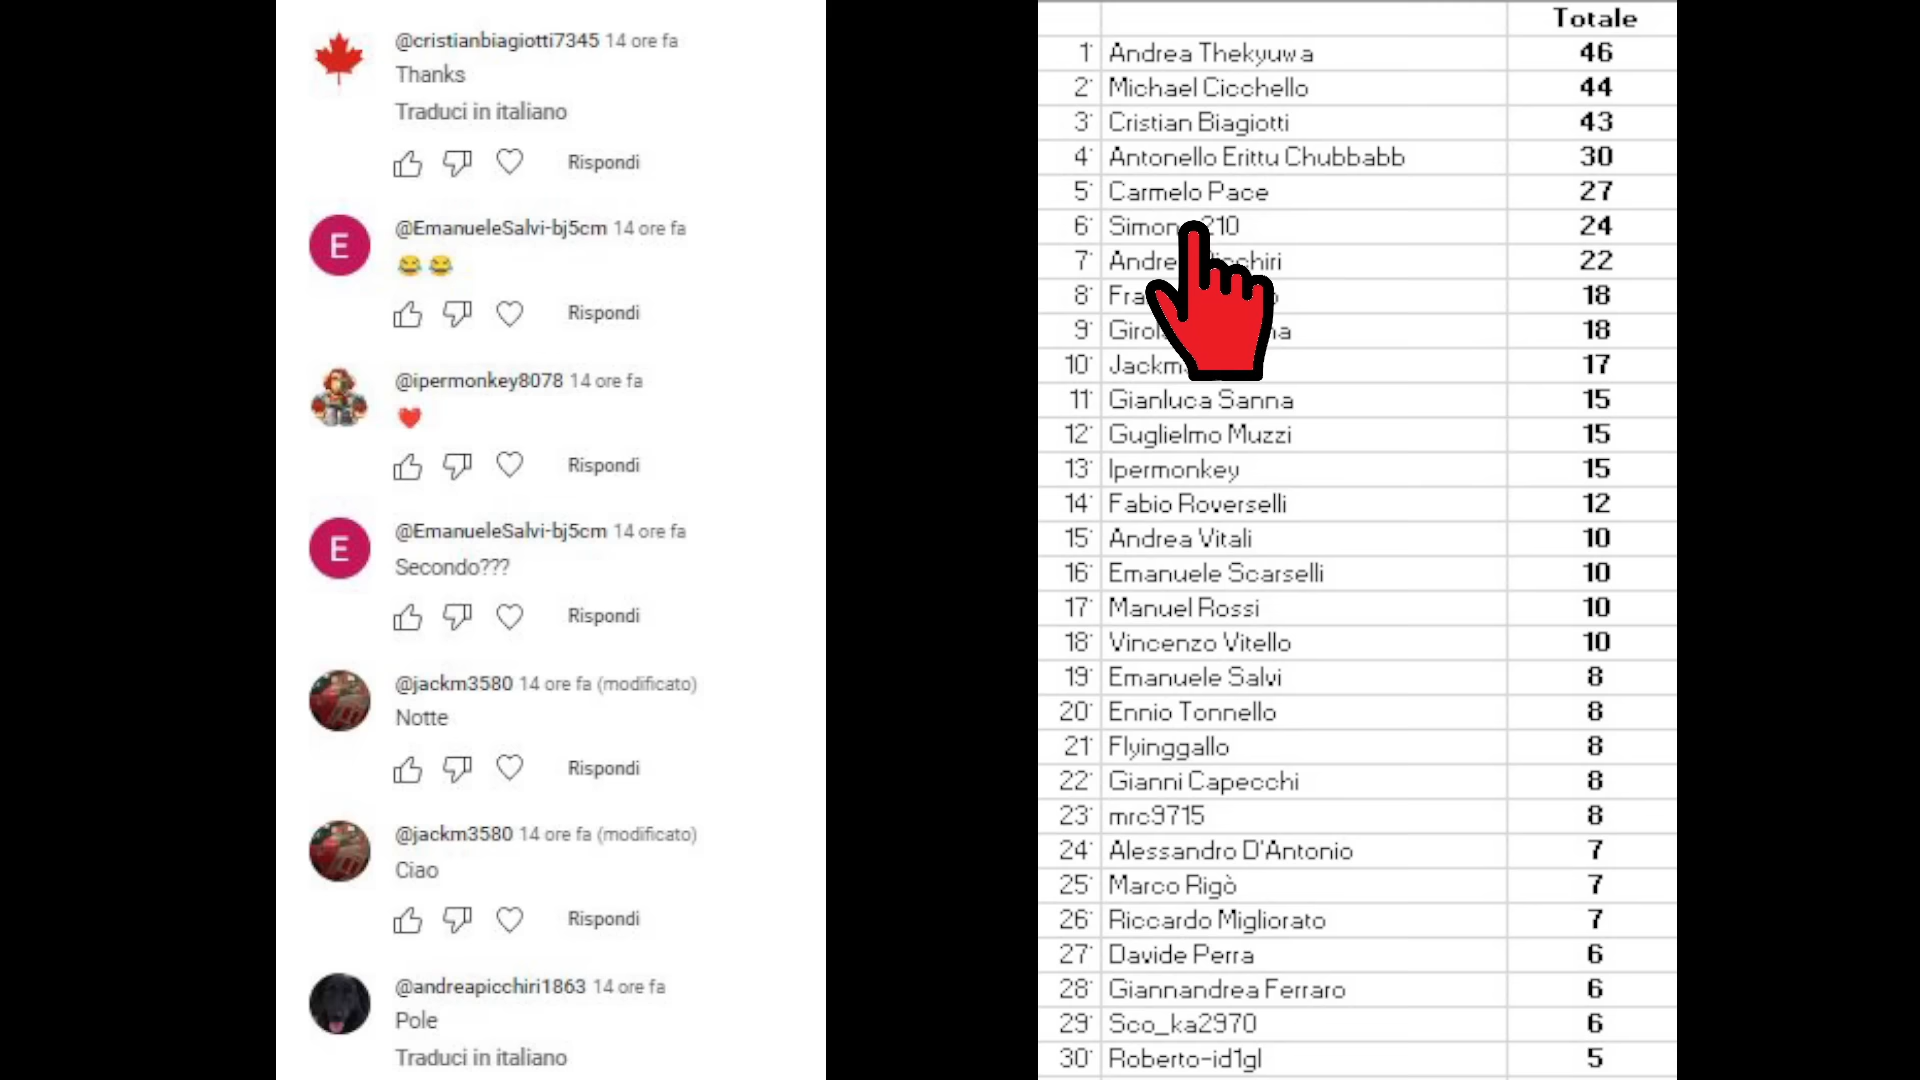 @cristianbiagiotti7345 14 ore fa
Thanks
Traduci in italiano
Rispondi
E
@EmanueleSalvi-bj5cm 14 ore fa
😂😂
Rispondi
@ipermonkey8078 14 ore fa
❤️
Rispondi
E
@EmanueleSalvi-bj5cm 14 ore fa
Secondo???
Rispondi
@jackm3580 14 ore fa (modificato)
Notte
Rispondi
@jackm3580 14 ore fa (modificato)
Ciao
Rispondi
@andreapicchiri1863 14 ore fa
Pole
Traduci in italiano
Totale
1° Andrea Thekyuwa 46
2° Michael Cicchello 44
3° Cristian Biagiotti 43
4° Antonello Erittu Chubbabb 30
5° Carmelo Pace 27
6° 24
7° 22
8° 18
9° 18
10° 17
11° Gianluca Sanna 15
12° Guglielmo Muzzi 15
13° Ipermonkey 15
14° Fabio Roverselli 12
15° Andrea Vitali 10
16° Emanuele Scarselli 10
17° Manuel Rossi 10
18° Vincenzo Vitello 10
19° Emanuele Salvi 8
20° Ennio Tonnello 8
21° Flyinggallo 8
22° Gianni Capecchi 8
23° mrc9715 8
24° Alessandro D'Antonio 7
25° Marco Rigò 7
26° Riccardo Migliorato 7
27° Davide Perra 6
28° Giannandrea Ferraro 6
29° Sco_ka2970 6
30° Roberto-id1gl 5